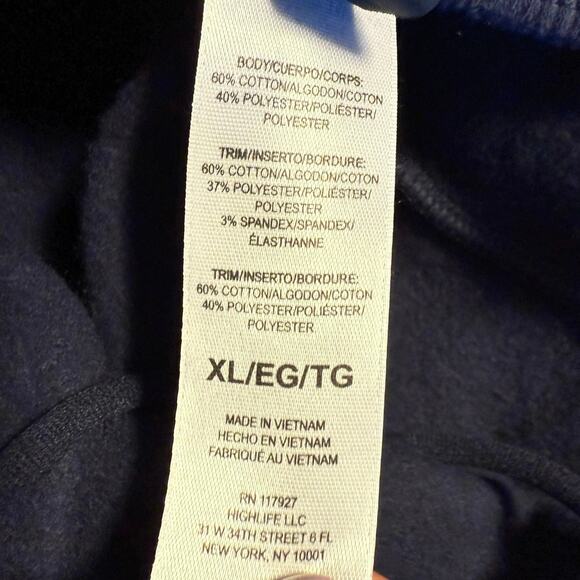 BODY/CUERPO/CORPS:
60% COTTON/ALGODON/COTON
40% POLYESTER/POLIÉSTER/
POLYESTER
TRIM/INSERTO/BORDURE:
60% COTTON/ALGODON/COTON
37% POLYESTER/POLIÉSTER/
POLYESTER
3% SPANDEX/SPANDEX/
ÉLASTHANNE
TRIM/INSERTO/BORDURE:
60% COTTON/ALGODON/COTON
40% POLYESTER/POLIÉSTER/
POLYESTER
XL/EG/TG
MADE IN VIETNAM
HECHO EN VIETNAM
FABRIQUÉ AU VIETNAM
RN 117927
HIGHLIFE LLC
31 W 34TH STREET 6 FL
NEW YORK, NY 10001